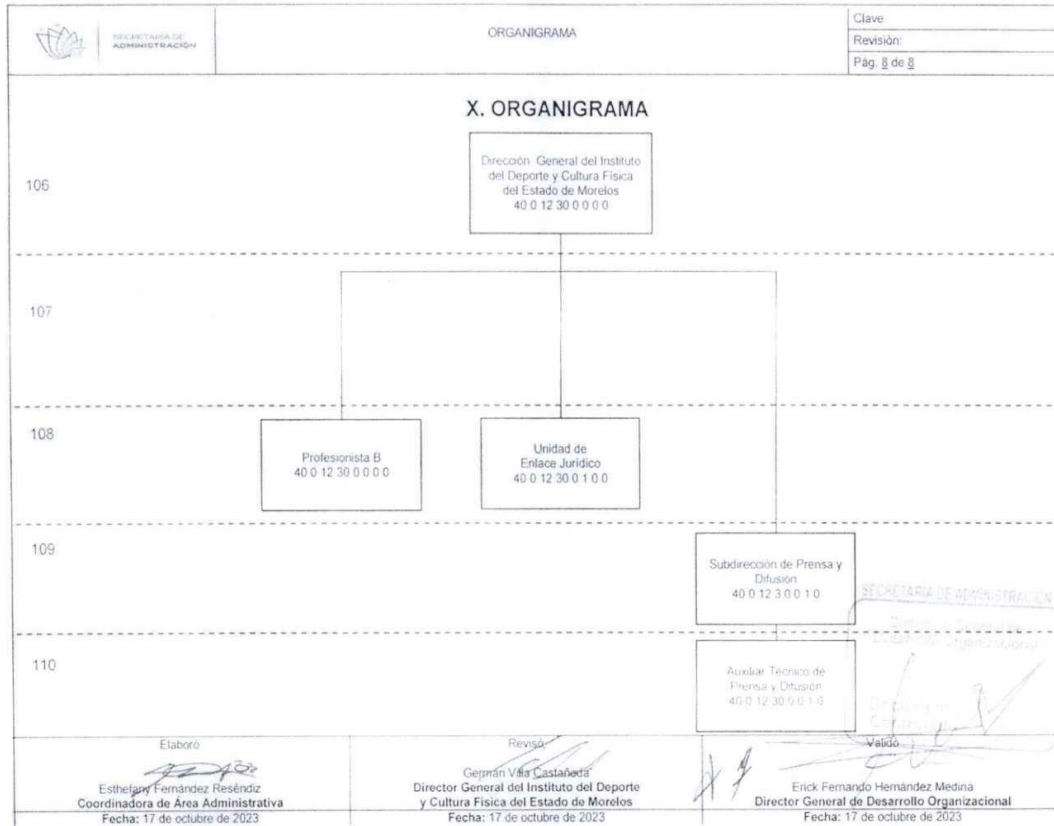 SECRETARÍA DE
ADMINISTRACIÓN
ORGANIGRAMA
Clave
Revisión:
Pág. 8 de 8
X. ORGANIGRAMA
106
Dirección General del Instituto
del Deporte y Cultura Física
del Estado de Morelos
40 0 12 30 0 0 0 0
107
108
Profesionista B
40 0 12 30 0 0 0 0
Unidad de
Enlace Jurídico
40 0 12 30 0 1 0 0
109
Subdirección de Prensa y
Difusión
40 0 12 3 0 0 1 0
SECRETARÍA DE ADMINISTRACIÓN
Dirección General de
Desarrollo Organizacional
110
Auxiliar Técnico de
Prensa y Difusión
40 0 12 30 0 0 1 0
Elaboró
Esthefany Fernández Reséndiz
Coordinadora de Área Administrativa
Fecha: 17 de octubre de 2023
Revisó
Germán Villa Castañeda
Director General del Instituto del Deporte
y Cultura Física del Estado de Morelos
Fecha: 17 de octubre de 2023
Validó
Erick Fernando Hernández Medina
Director General de Desarrollo Organizacional
Fecha: 17 de octubre de 2023